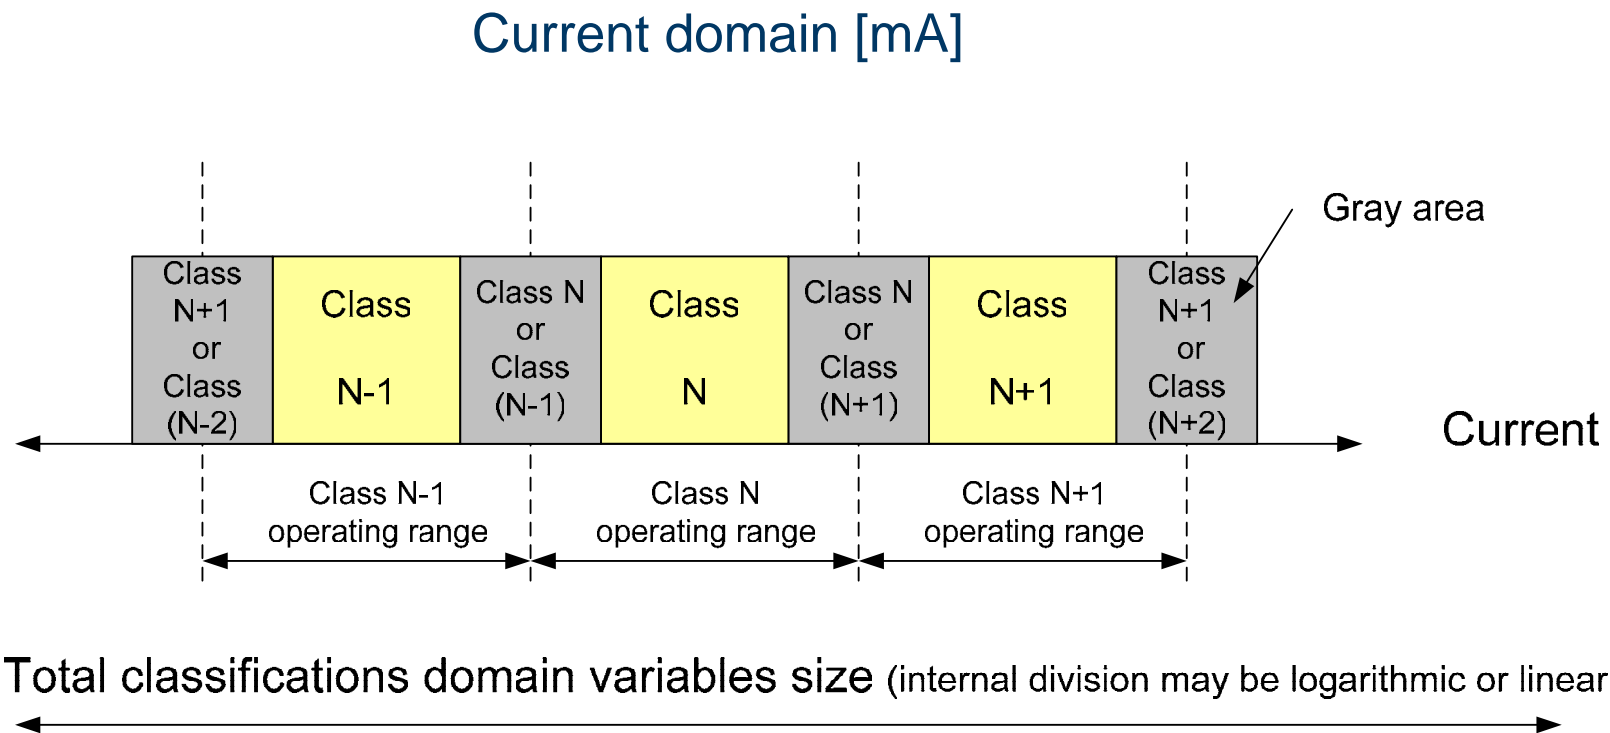 Current domain [mA]
Gray area
Class
N+1
or
Class
(N-2)
Class
N-1
Class N
or
Class
(N-1)
Class
N
Class N
or
Class
(N+1)
Class
N+1
Class
N+1
or
Class
(N+2)
Current
Class N-1
operating range
Class N
operating range
Class N+1
operating range
Total classifications domain variables size (internal division may be logarithmic or linear